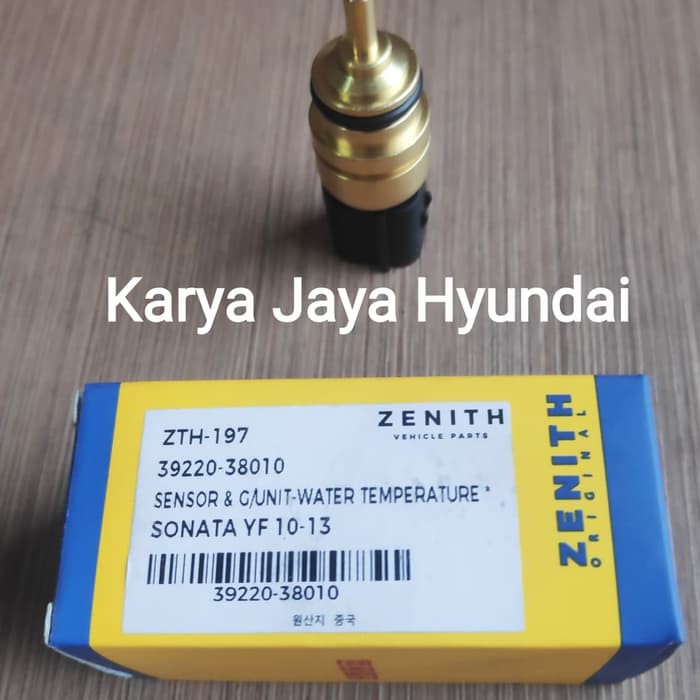 Karya Jaya Hyundai
ZENITH
VEHICLE PARTS
ZTH-197
39220-38010
SENSOR & G/UNIT-WATER TEMPERATURE *
SONATA YF 10-13
39220-38010
원산지 중국
ZENITH
ORIGINAL